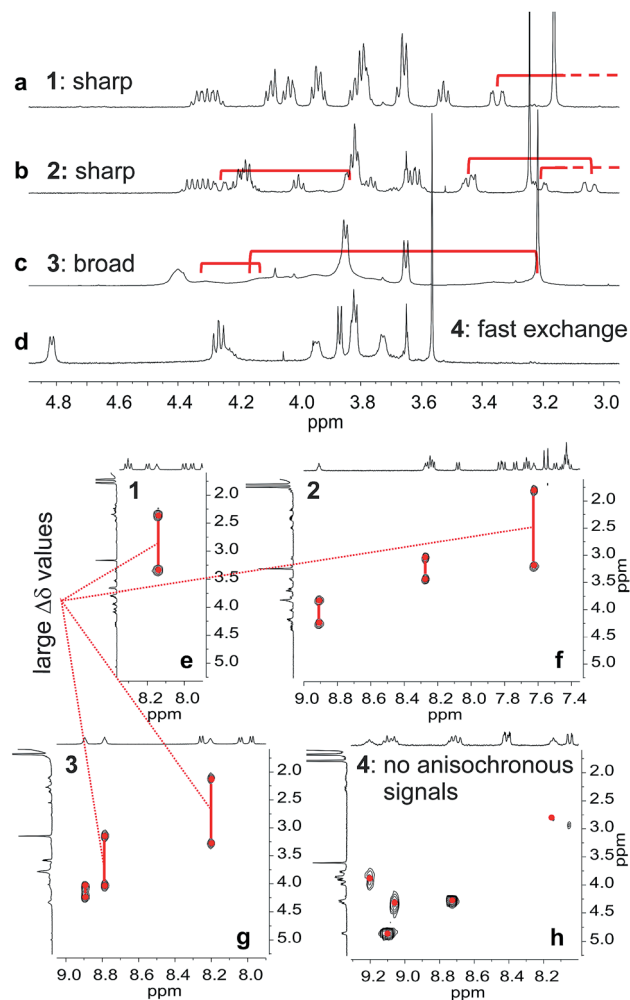 a 1: sharp
b 2: sharp
c 3: broad
d 4: fast exchange
4.8 4.6 4.4 4.2 4.0 3.8 3.6 3.4 3.2 3.0
ppm
large Δδ values
1
2.0
2.5
3.0
3.5
4.0
4.5
5.0
ppm
8.2 8.0
ppm
e
2
2.0
2.5
3.0
3.5
4.0
4.5
5.0
ppm
9.0 8.8 8.6 8.4 8.2 8.0 7.8 7.6 7.4
ppm
f
3
2.0
2.5
3.0
3.5
4.0
4.5
5.0
ppm
9.0 8.8 8.6 8.4 8.2 8.0
ppm
g
4: no anisochronous
signals
2.0
2.5
3.0
3.5
4.0
4.5
5.0
ppm
9.2 9.0 8.8 8.6 8.4 8.2
ppm
h